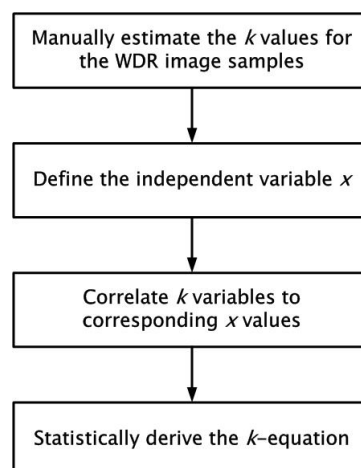 Manually estimate the k values for
the WDR image samples
Define the independent variable x
Correlate k variables to
corresponding x values
Statistically derive the k-equation